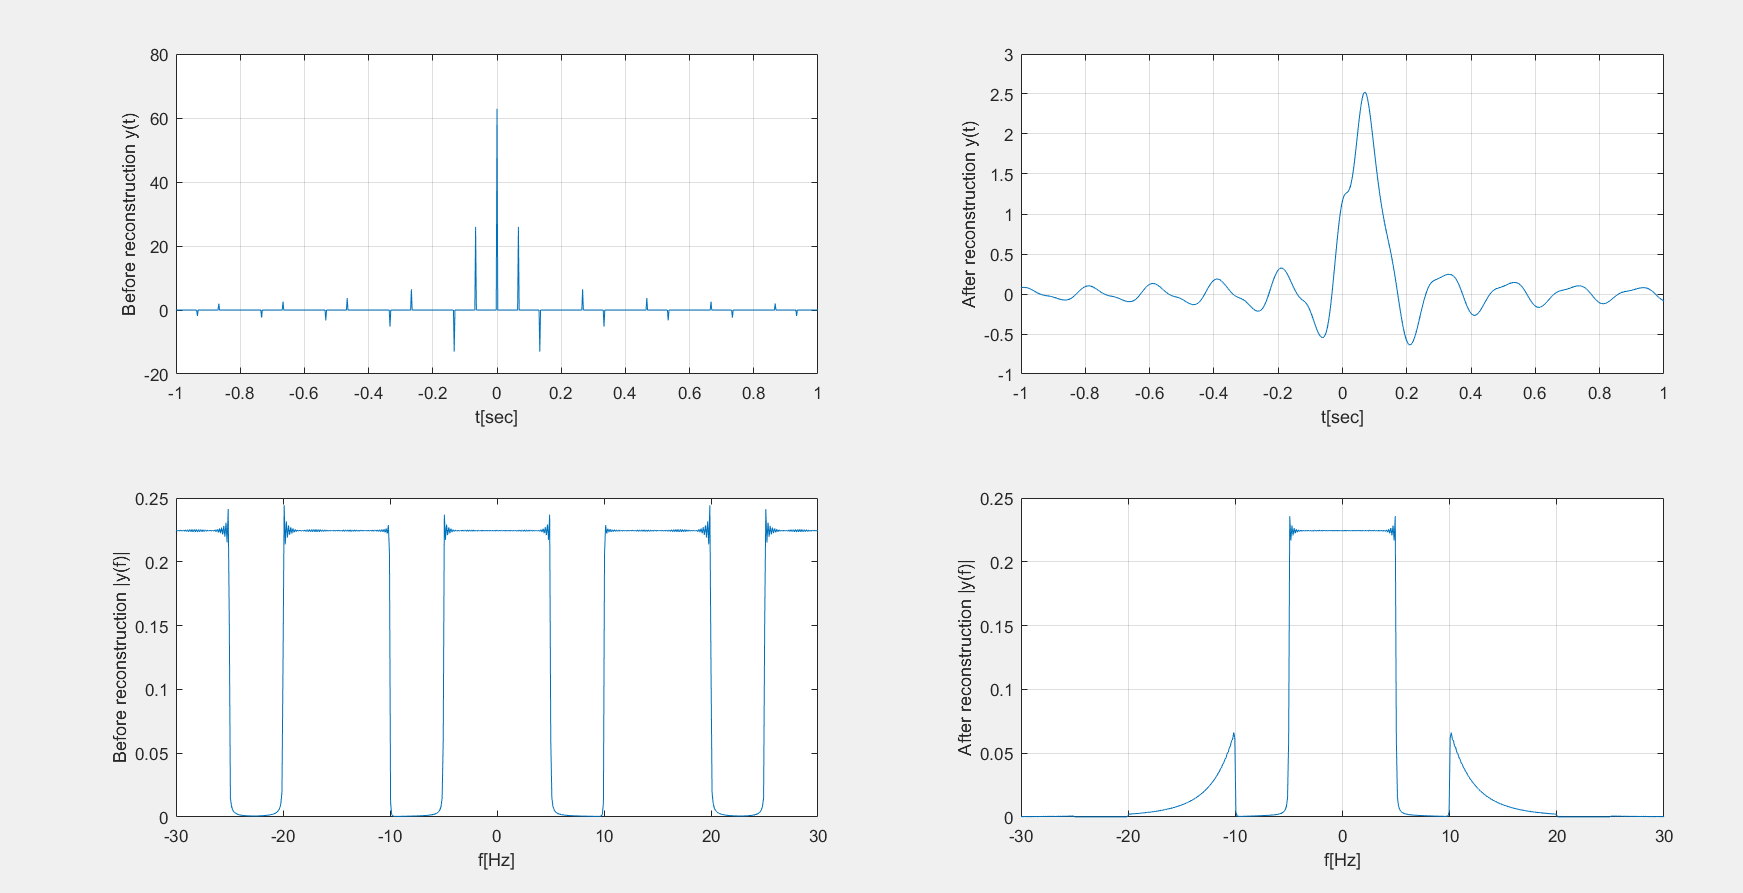 80
60
40
20
0
-20
Before reconstruction y(t)
-1 -0.8 -0.6 -0.4 -0.2 0 0.2 0.4 0.6 0.8 1
t[sec]
3
2.5
2
1.5
1
0.5
0
-0.5
-1
After reconstruction y(t)
-1 -0.8 -0.6 -0.4 -0.2 0 0.2 0.4 0.6 0.8 1
t[sec]
0.25
0.2
0.15
0.1
0.05
0
Before reconstruction |y(f)|
-30 -20 -10 0 10 20 30
f[Hz]
0.25
0.2
0.15
0.1
0.05
0
After reconstruction |y(f)|
-30 -20 -10 0 10 20 30
f[Hz]